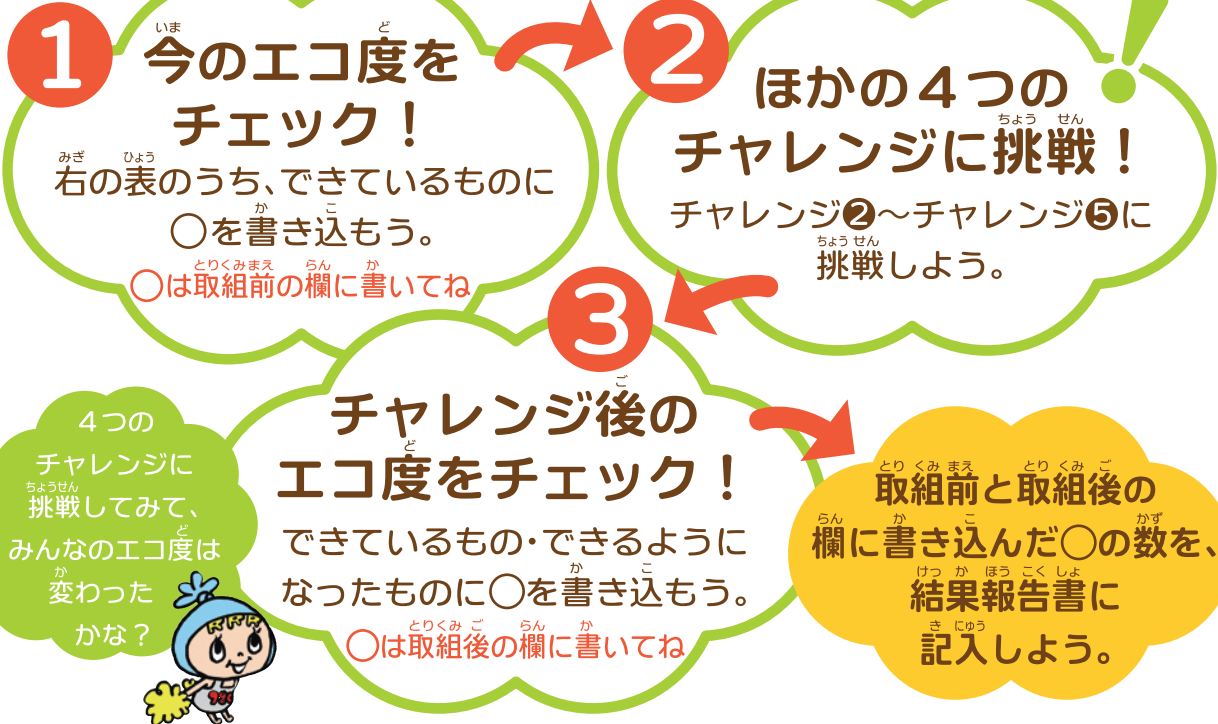 1
今のエコ度を
チェック！
右の表のうち、できているものに
〇を書き込もう。
〇は取組前の欄に書いてね
2
ほかの４つの
チャレンジに挑戦！
チャレンジ❷～チャレンジ❺に
挑戦しよう。
3
チャレンジ後の
エコ度をチェック！
できているもの・できるように
なったものに〇を書き込もう。
〇は取組後の欄に書いてね
４つの
チャレンジに
挑戦してみて、
みんなのエコ度は
変わった
かな？
取組前と取組後の
欄に書き込んだ〇の数を、
結果報告書に
記入しよう。